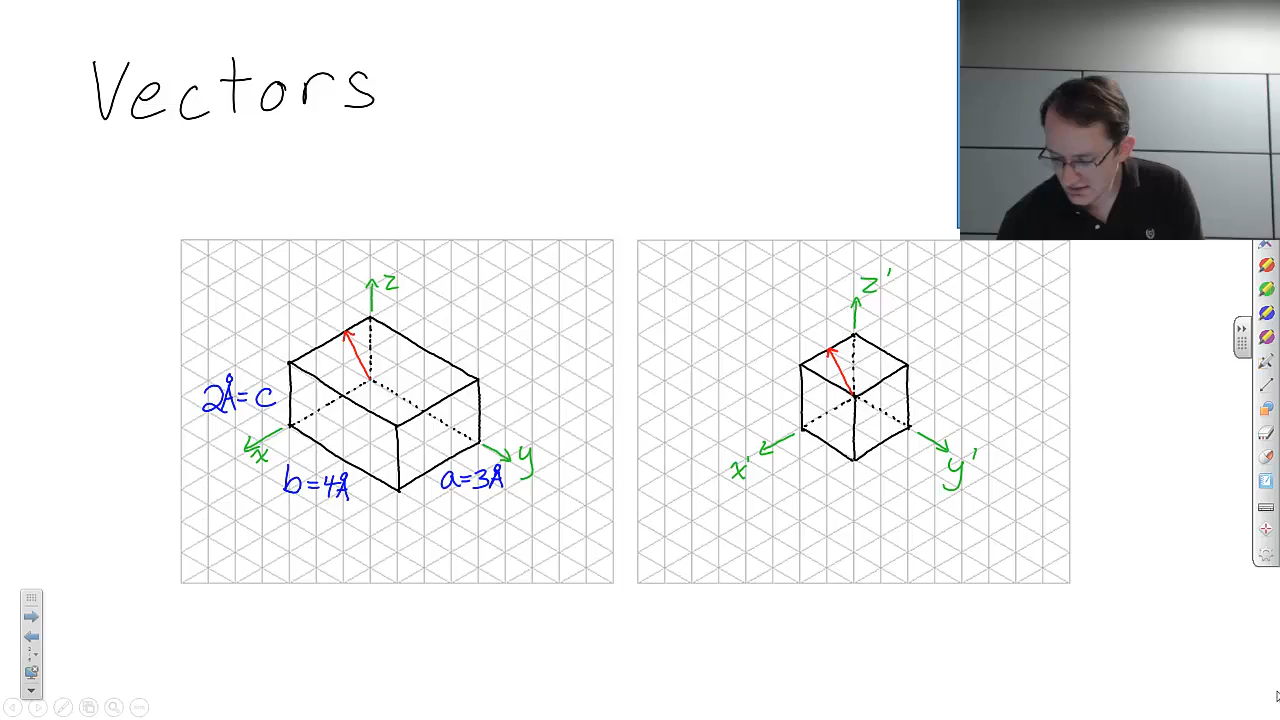 Vectors
z
2Å = c
x
y
b = 4Å
a = 3Å
z'
x'
y'